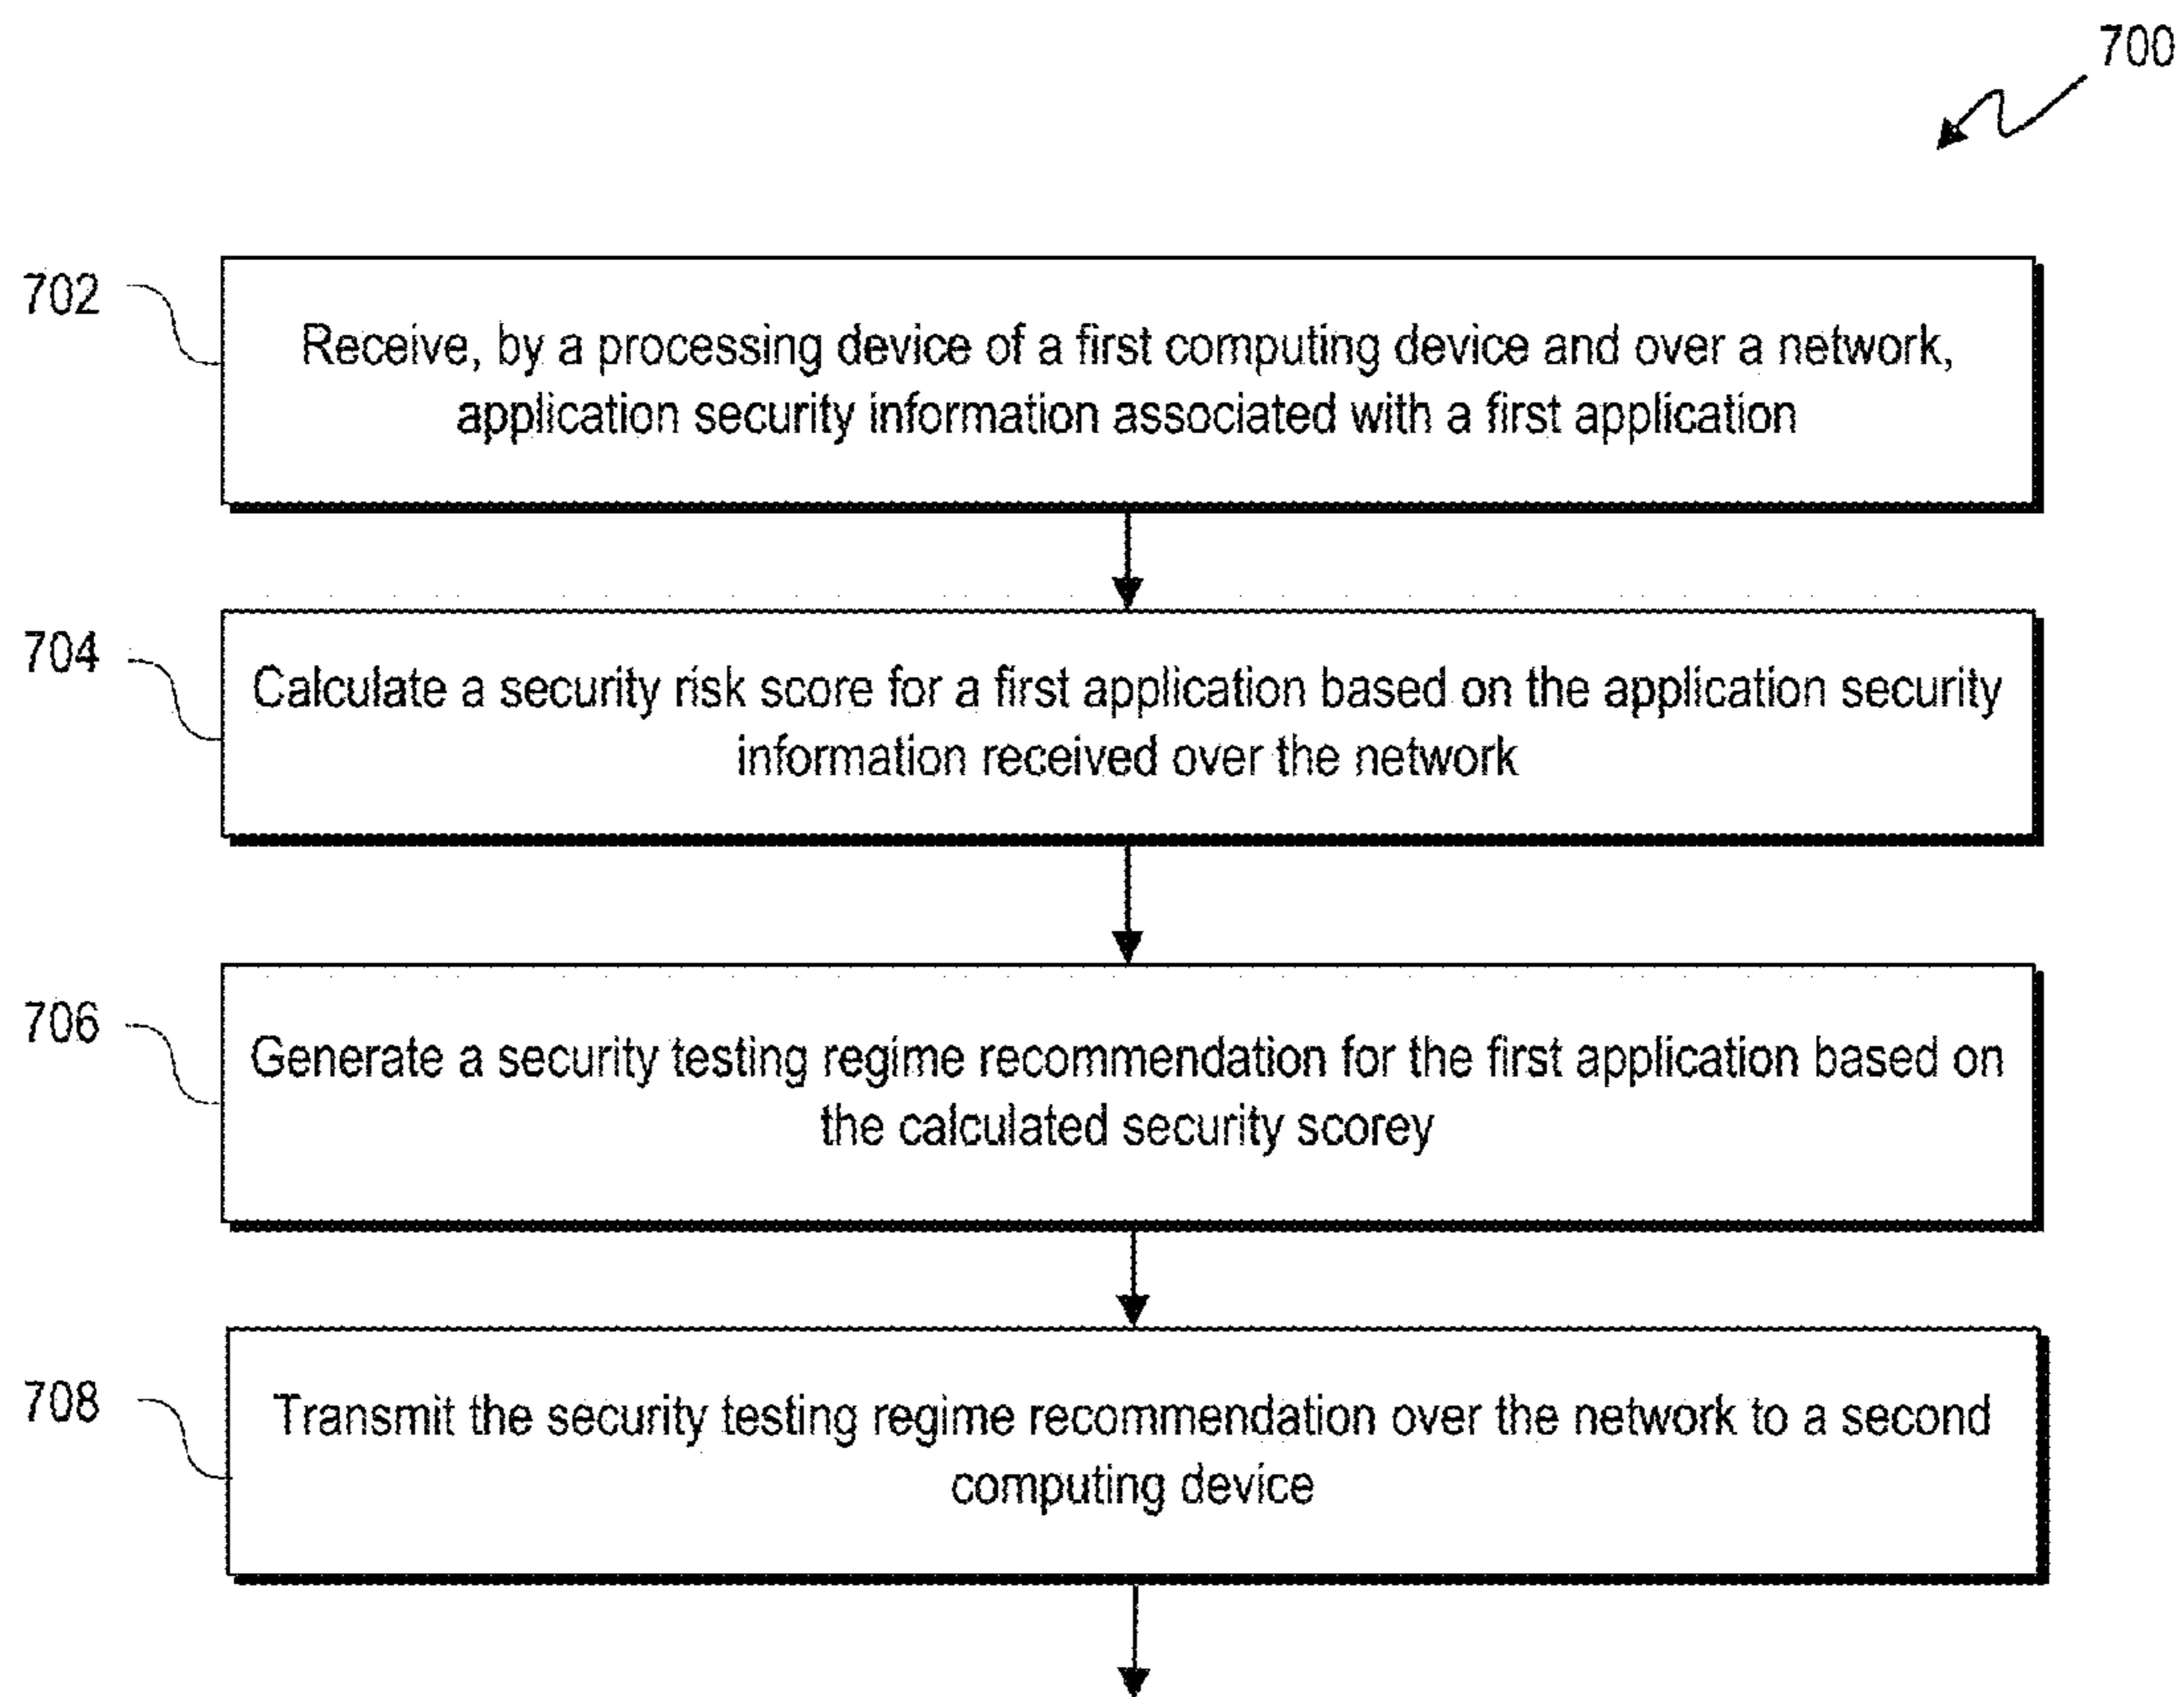 700
702
Receive, by a processing device of a first computing device and over a network,
application security information associated with a first application
704
Calculate a security risk score for a first application based on the application security
information received over the network
706
Generate a security testing regime recommendation for the first application based on
the calculated security scorey
708
Transmit the security testing regime recommendation over the network to a second
computing device